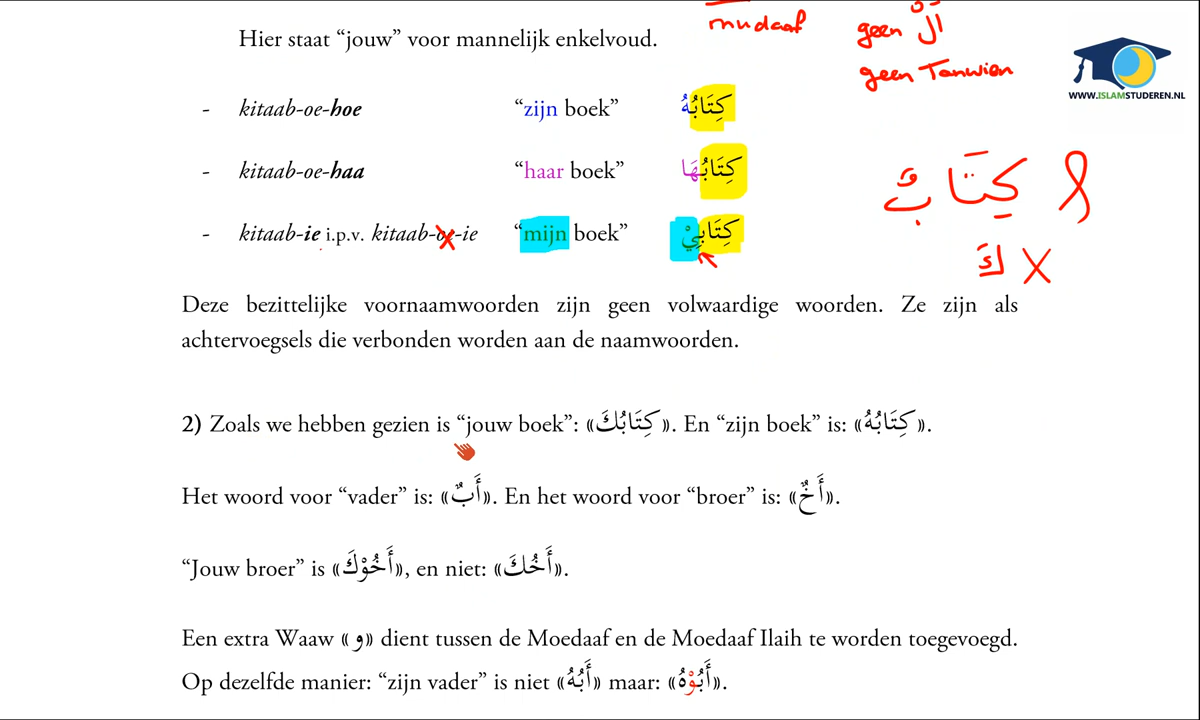 mudaaf
geen اَلْ
geen Tanwien
Hier staat “jouw” voor mannelijk enkelvoud.
WWW.ISLAMSTUDEREN.NL
- kitaab-oe-hoe “zijn boek” كِتَابُهُ
- kitaab-oe-haa “haar boek” كِتَابُهَا
- kitaab-ie i.p.v. kitaab-oe-ie “mijn boek” كِتَابِيْ
كِتَابٌ
كَ X
Deze bezittelijke voornaamwoorden zijn geen volwaardige woorden. Ze zijn als
achtervoegsels die verbonden worden aan de naamwoorden.
2) Zoals we hebben gezien is “jouw boek”: «كِتَابُكَ». En “zijn boek” is: «كِتَابُهُ».
Het woord voor “vader” is: «أَبٌ». En het woord voor “broer” is: «أَخٌ».
“Jouw broer” is «أَخُوْكَ», en niet: «أَخُكَ».
Een extra Waaw «و» dient tussen de Moedaaf en de Moedaaf Ilaih te worden toegevoegd.
Op dezelfde manier: “zijn vader” is niet «أَبُهُ» maar: «أَبُوْهُ».